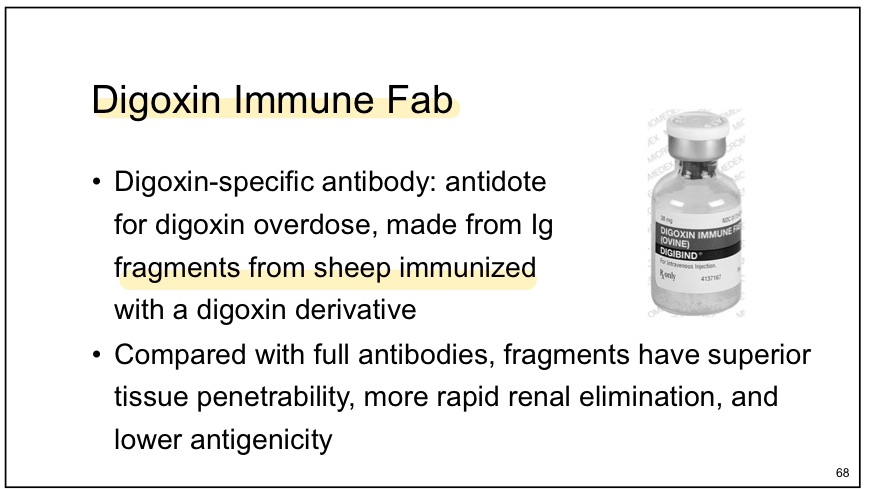 Digoxin Immune Fab
• Digoxin-specific antibody: antidote
for digoxin overdose, made from Ig
fragments from sheep immunized
with a digoxin derivative
• Compared with full antibodies, fragments have superior
tissue penetrability, more rapid renal elimination, and
lower antigenicity
38 mg
DIGOXIN IMMUNE
(OVINE)
DIGIBIND®
For Intravenous Injection.
Rx only
4137167
68